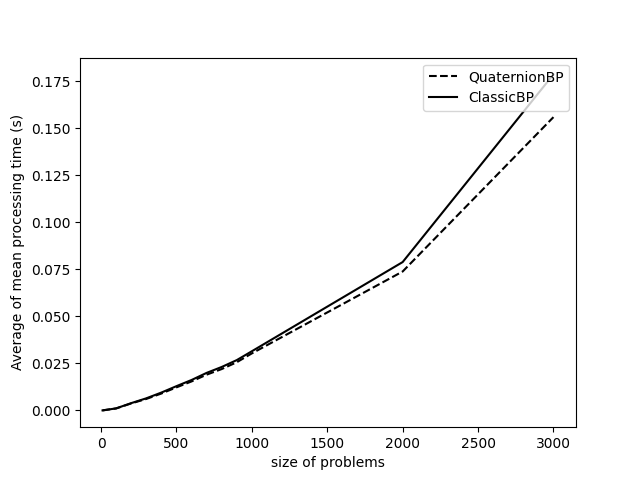 QuaternionBP
ClassicBP
0.175
0.150
0.125
0.100
0.075
0.050
0.025
0.000
Average of mean processing time (s)
0 500 1000 1500 2000 2500 3000
size of problems